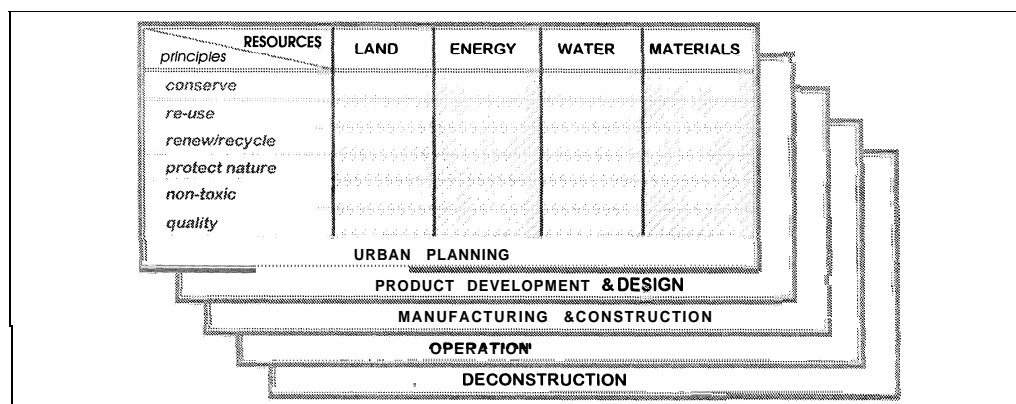 RESOURCES LAND ENERGY WATER MATERIALS
principles
conserve
re-use
renew/recycle
protect nature
non-toxic
quality
URBAN PLANNING
PRODUCT DEVELOPMENT & DESIGN
MANUFACTURING &CONSTRUCTION
OPERATION
DECONSTRUCTION